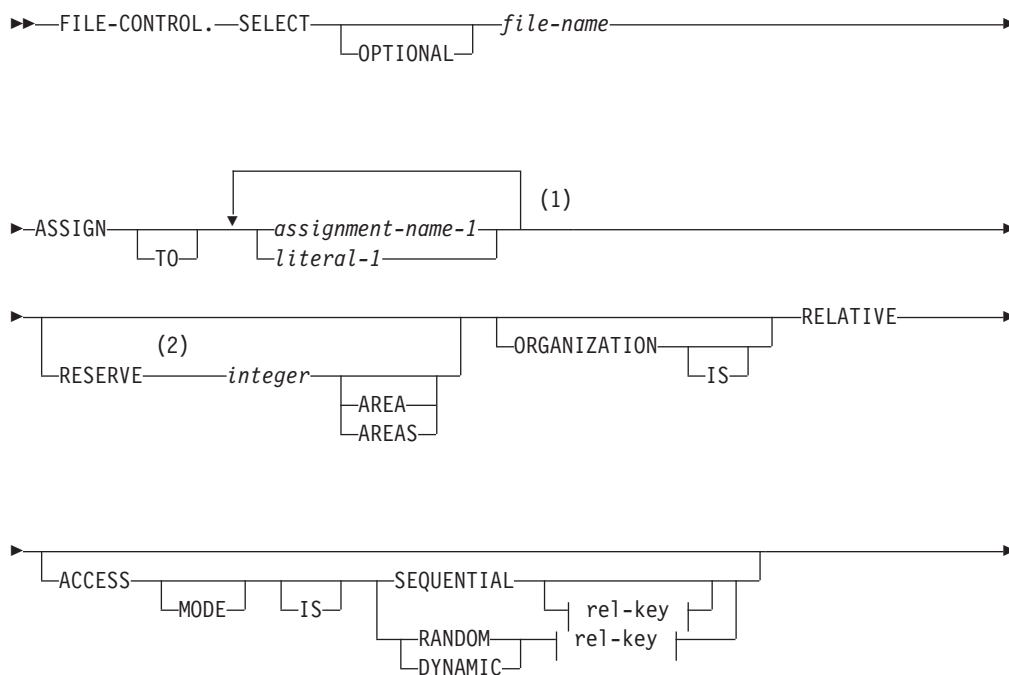 FILE-CONTROL. SELECT file-name
OPTIONAL
(1)
ASSIGN assignment-name-1
TO literal-1
RELATIVE
(2) ORGANIZATION
RESERVE integer IS
AREA
AREAS
ACCESS SEQUENTIAL
MODE IS rel-key
RANDOM rel-key
DYNAMIC